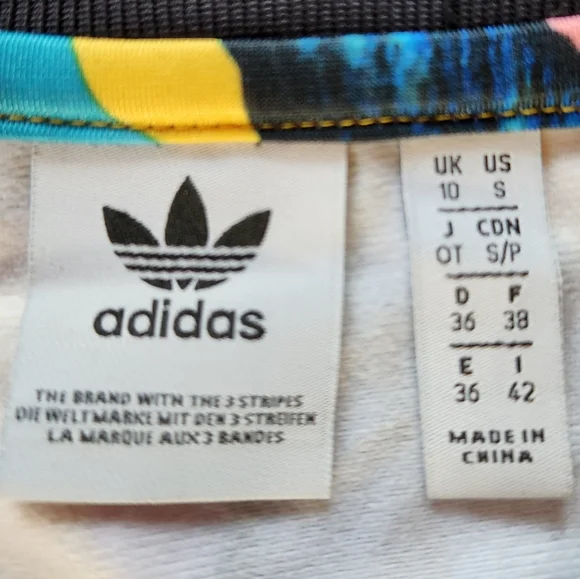 adidas
THE BRAND WITH THE 3 STRIPES
DIE WELTMARKE MIT DEN 3 STREIFEN
LA MARQUE AUX 3 BANDES
UK US
10 S
J CDN
OT S/P
D F
36 38
E I
36 42
MADE IN
CHINA